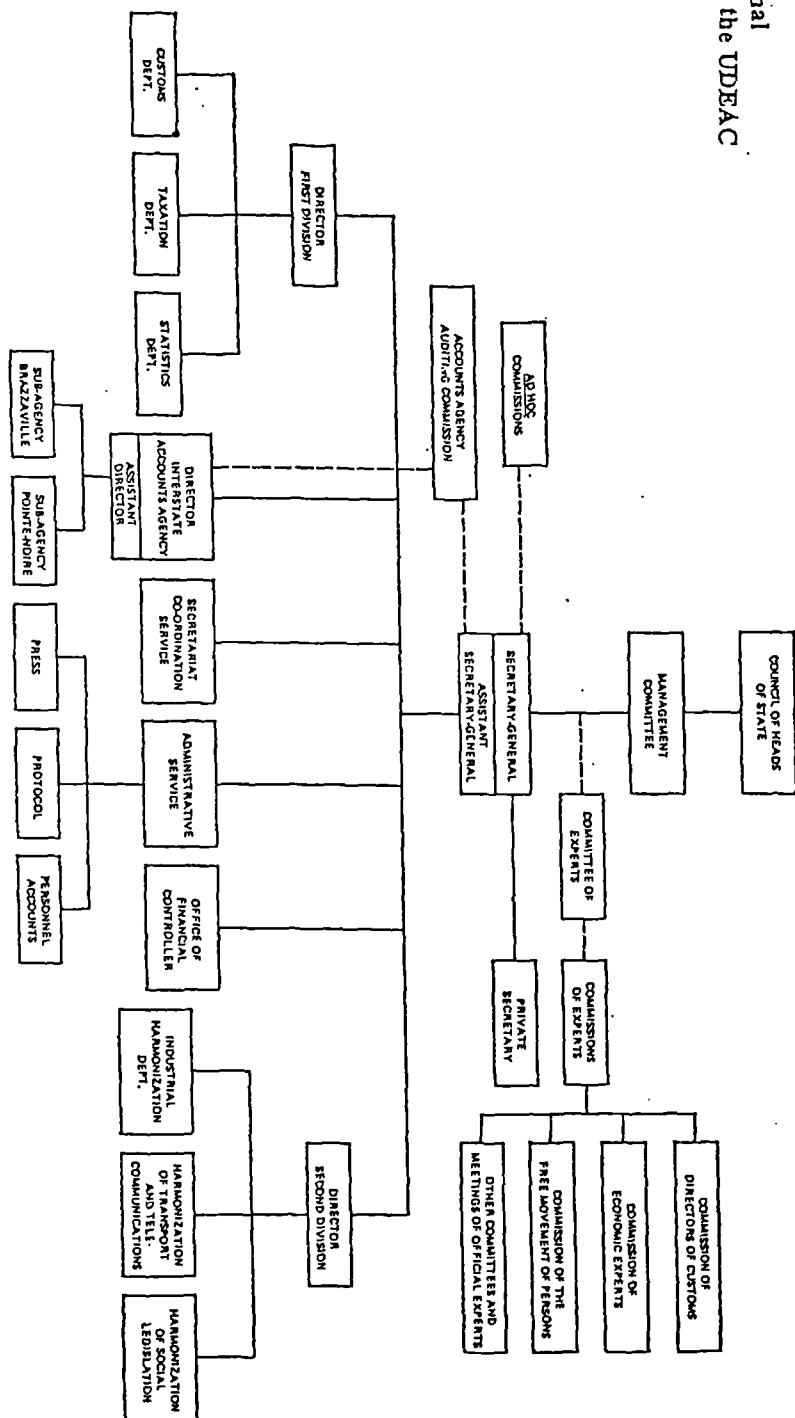 nal
the UDEAC
COUNCIL OF HEADS
OF STATE
MANAGEMENT
COMMITTEE
COMMITTEE OF
EXPERTS
COMMISSIONS
OF EXPERTS
COMMISSION OF
DIRECTORS OF CUSTOMS
COMMISSION OF
ECONOMIC EXPERTS
COMMISSION OF THE
FREE MOVEMENT OF PERSONS
OTHER COMMITTEES AND
MEETINGS OF OFFICIAL EXPERTS
AD HOC
COMMISSIONS
SECRETARY-GENERAL
ASSISTANT
SECRETARY-GENERAL
PRIVATE
SECRETARY
ACCOUNTS AGENCY
AUDITING COMMISSION
DIRECTOR
FIRST DIVISION
DIRECTOR
SECOND DIVISION
CUSTOMS
DEPT.
TAXATION
DEPT.
STATISTICS
DEPT.
DIRECTOR
INTERSTATE
ACCOUNTS AGENCY
ASSISTANT
DIRECTOR
SECRETARIAT
CO-ORDINATION
SERVICE
ADMINISTRATIVE
SERVICE
OFFICE OF
FINANCIAL
CONTROLLER
INDUSTRIAL
HARMONIZATION
DEPT.
HARMONIZATION
OF TRANSPORT
AND TELE-
COMMUNICATIONS
HARMONIZATION
OF SOCIAL
LEGISLATION
SUB-AGENCY
BRAZZAVILLE
SUB-AGENCY
POINTE-NOIRE
PRESS
PROTOCOL
PERSONNEL
ACCOUNTS